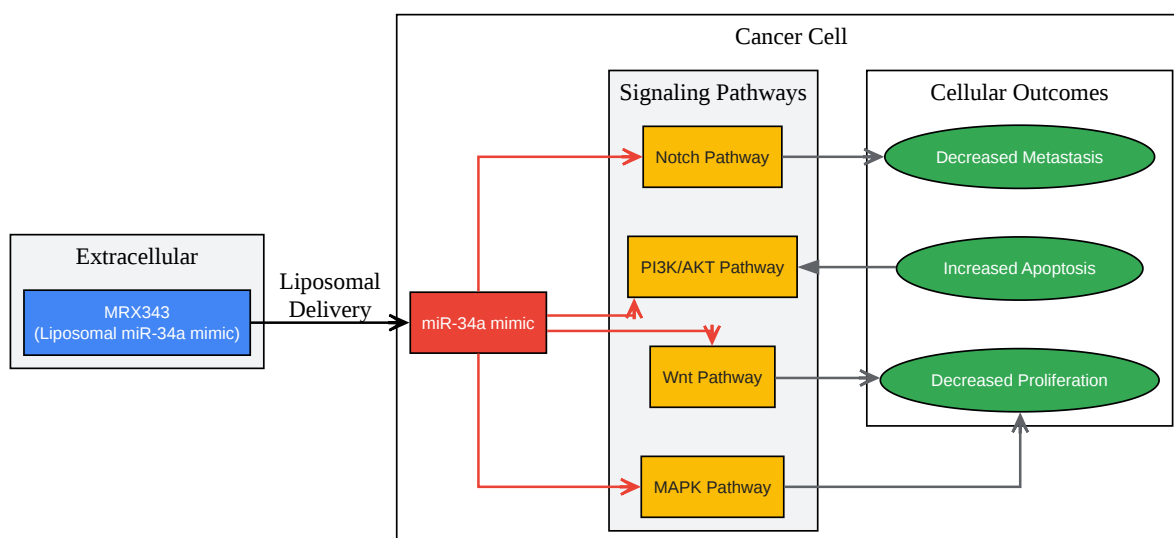 Cancer Cell
Signaling Pathways
Cellular Outcomes
Notch Pathway
Decreased Metastasis
Extracellular
PI3K/AKT Pathway
Increased Apoptosis
Liposomal
Delivery
MRX343
(Liposomal miR-34a mimic)
miR-34a mimic
Wnt Pathway
Decreased Proliferation
MAPK Pathway